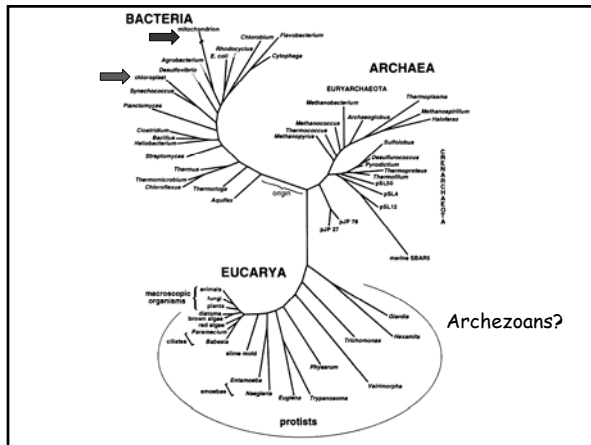 BACTERIA
mitochondrion
Chlorobium
Flavobacterium
Rhodocyclus
E. coli
Cytophaga
Agrobacterium
Desulfovibrio
chloroplast
Synechococcus
Planctomyces
Clostridium
Bacillus
Heliobacterium
Streptomyces
Thermus
Thermomicrobium
Chloroflexus
Thermotoga
Aquifex
origin
ARCHAEA
EURYARCHAEOTA
Methanobacterium
Thermoplasma
Archaeoglobus
Methanospirillum
Haloferax
Methanococcus
Thermococcus
Methanopyrus
Sulfolobus
Desulfurococcus
Pyrodictium
Thermoproteus
Thermofilum
pSL50
pSL4
pSL12
CRENARCHAEOTA
pJP 78
pJP 27
marine SBAR5
EUCARYA
macroscopic
organisms
animals
fungi
plants
diatoms
brown algae
red algae
ciliates
Paramecium
Babesia
slime mold
amoebas
Entamoeba
Naegleria
Euglena
Trypanosoma
Physarum
Vairimorpha
Trichomonas
Hexamita
Giardia
protists
Archezoans?